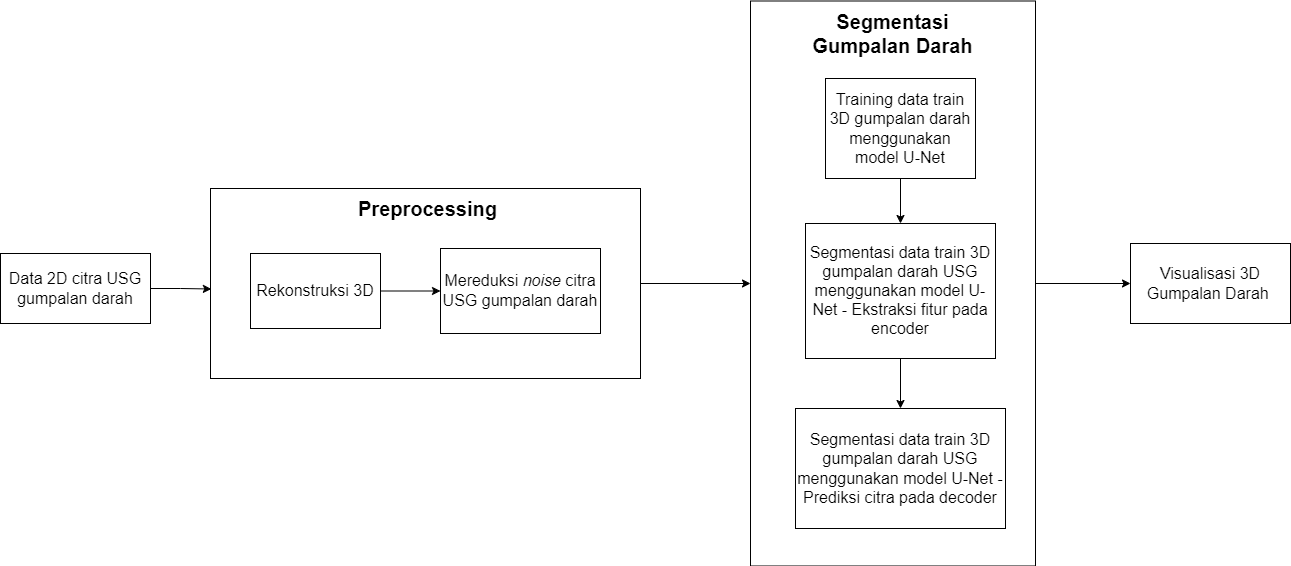 Data 2D citra USG
gumpalan darah
Preprocessing
Rekonstruksi 3D
Mereduksi noise citra
USG gumpalan darah
Segmentasi
Gumpalan Darah
Training data train
3D gumpalan darah
menggunakan
model U-Net
Segmentasi data train 3D
gumpalan darah USG
menggunakan model U-
Net - Ekstraksi fitur pada
encoder
Segmentasi data train 3D
gumpalan darah USG
menggunakan model U-Net -
Prediksi citra pada decoder
Visualisasi 3D
Gumpalan Darah